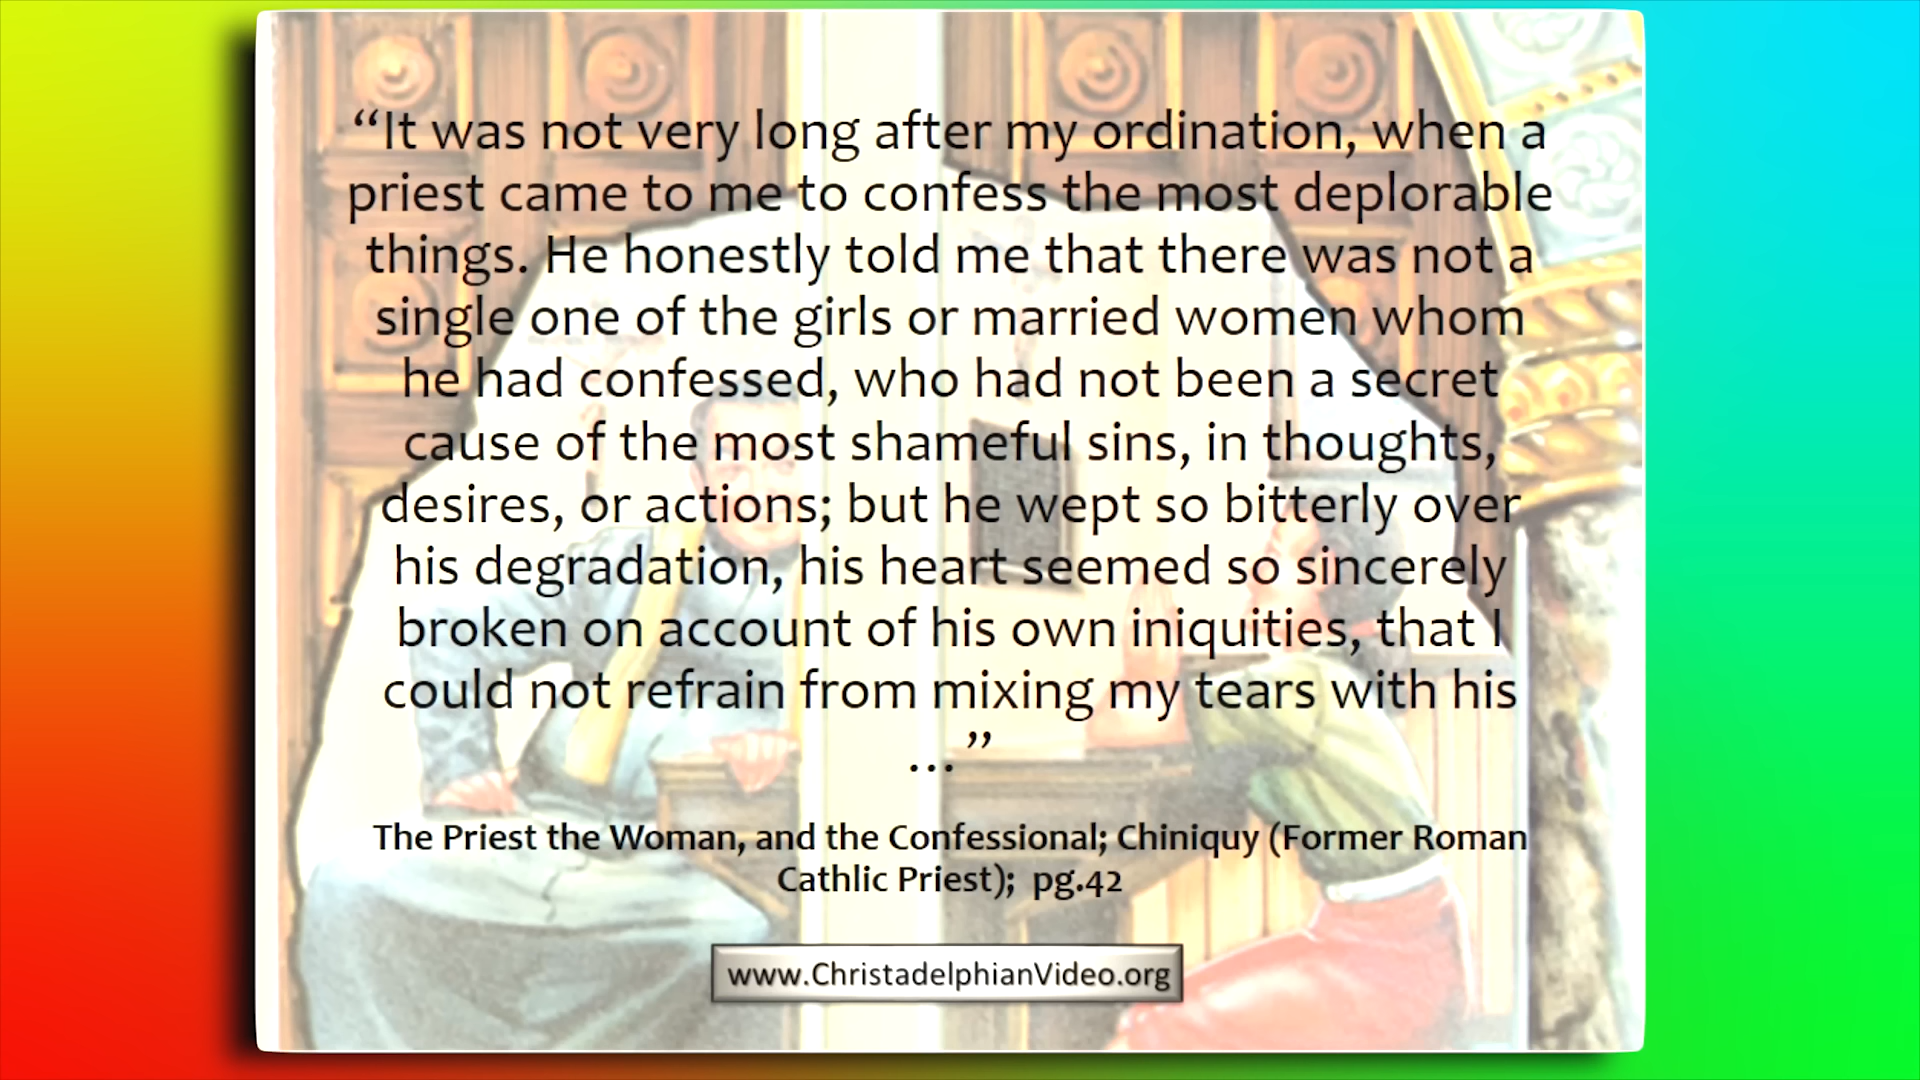 “It was not very long after my ordination, when a
priest came to me to confess the most deplorable
things. He honestly told me that there was not a
single one of the girls or married women whom
he had confessed, who had not been a secret
cause of the most shameful sins, in thoughts,
desires, or actions; but he wept so bitterly over
his degradation, his heart seemed so sincerely
broken on account of his own iniquities, that I
could not refrain from mixing my tears with his
…”
The Priest the Woman, and the Confessional; Chiniquy (Former Roman
Cathlic Priest); pg.42
www.ChristadelphianVideo.org